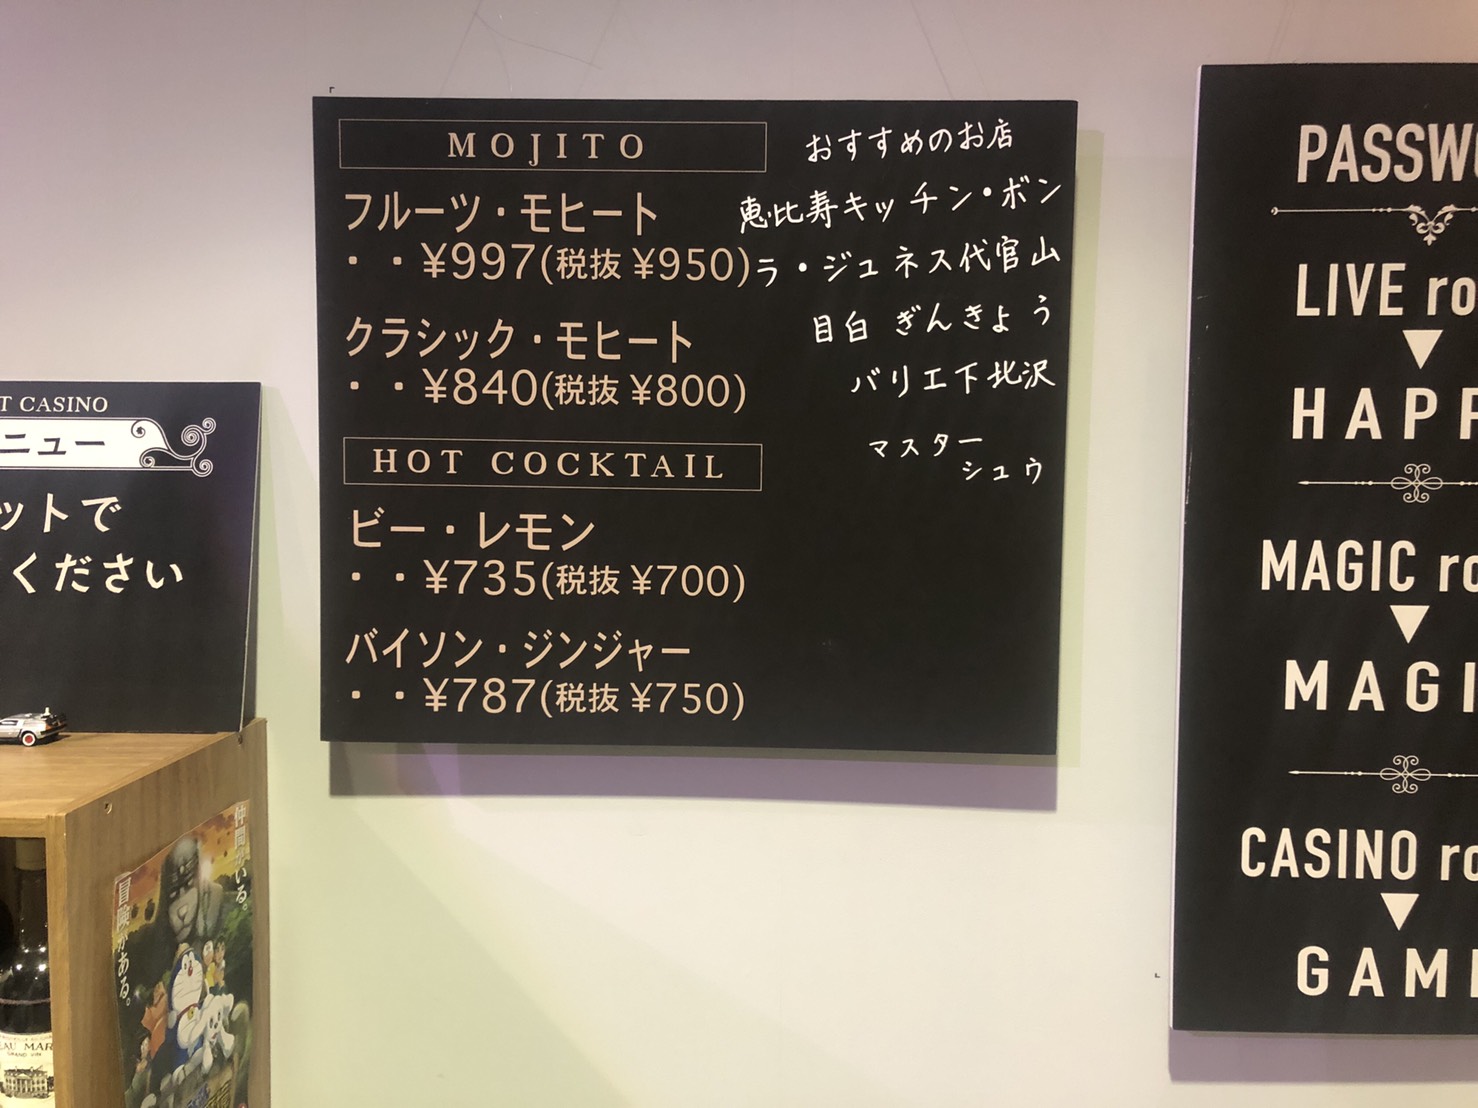 T CASINO
ニュー
ットで
ください
MOJITO
フルーツ・モヒート
・・¥997(税抜 ¥950)
クラシック・モヒート
・・¥840(税抜 ¥800)
HOT COCKTAIL
ビー・レモン
・・¥735(税抜 ¥700)
バイソン・ジンジャー
・・¥787(税抜 ¥750)
おすすめのお店
恵比寿キッチン・ボン
ラ・ジュネス代官山
目白 ぎんきょう
バリエ下北沢
マスター
シュウ
PASSWO
LIVE ro
▼
HAPP
MAGIC ro
▼
MAGI
CASINO ro
▼
GAM
仲間がいる。
冒険がある。
EAU MAR
GRAND VIN